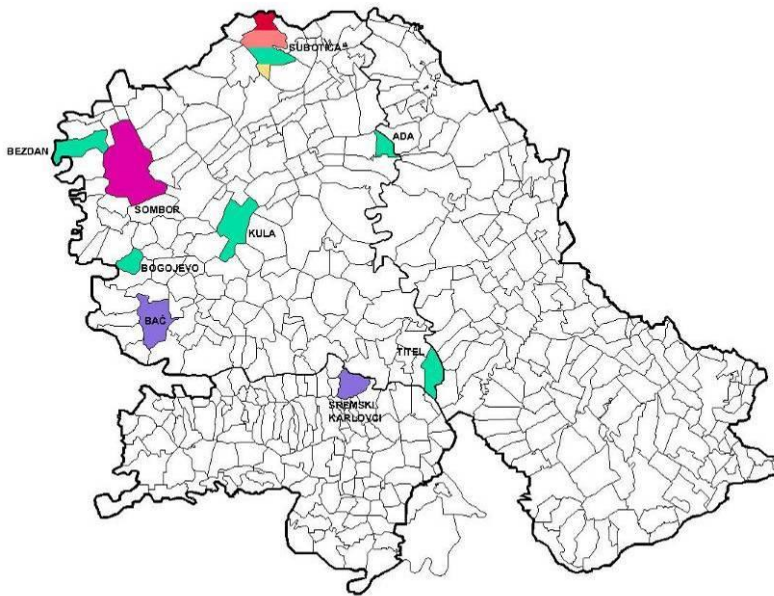 SUBOTICA
ADA
BEZDAN
SOMBOR
KULA
BOGOJEVO
BAČ
TITEL
SREMSKI
KARLOVCI